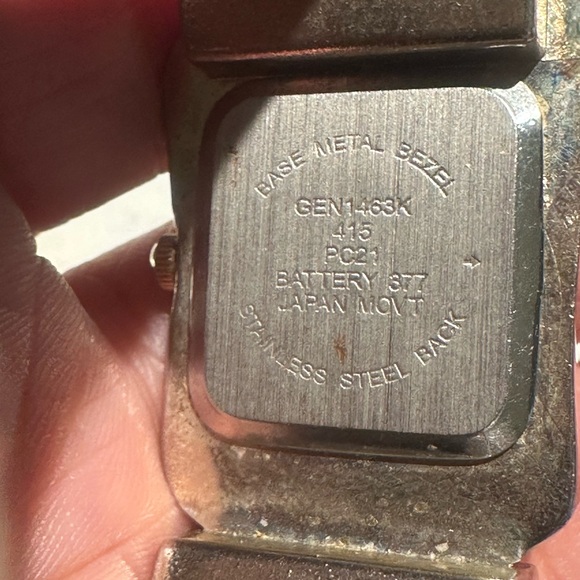 BASE METAL BEZEL
GEN1463K
415
PC21
BATTERY 377
JAPAN MOVT
STAINLESS STEEL BACK